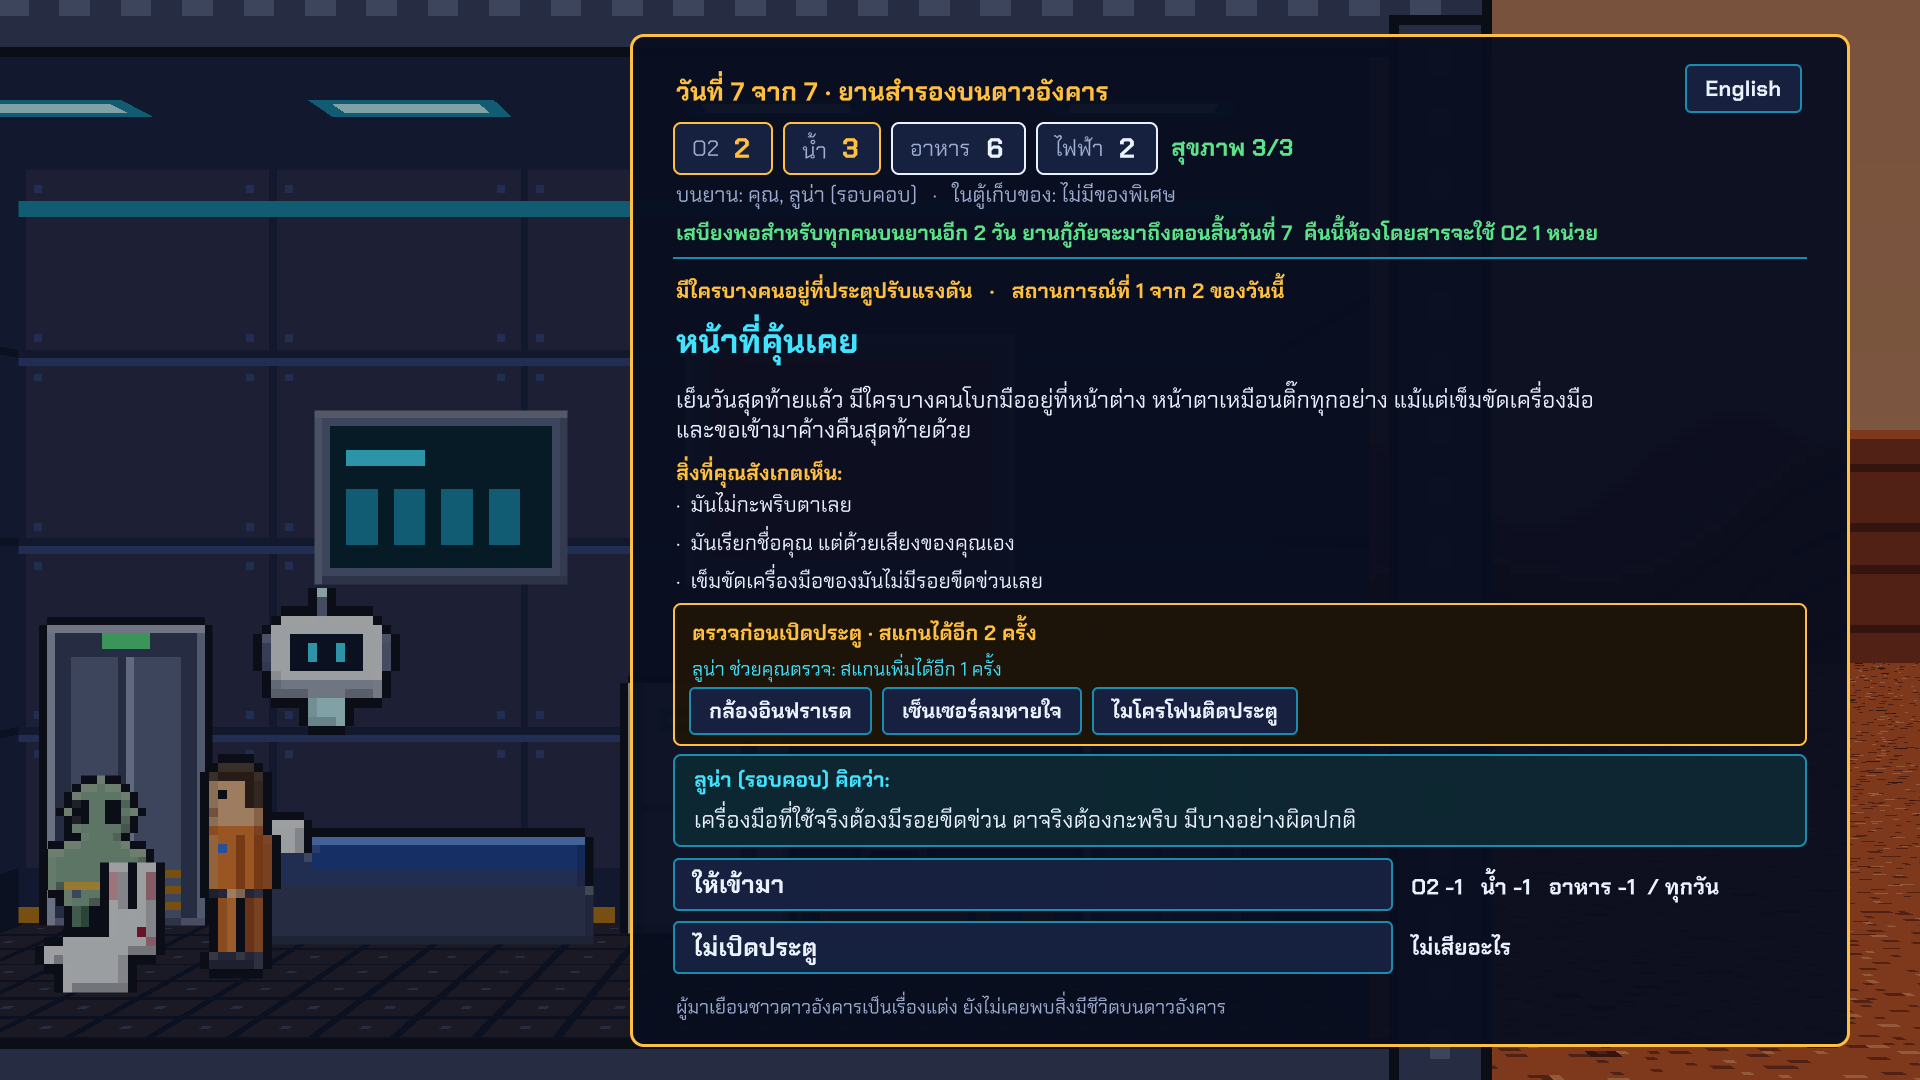 วันที่ 7 จาก 7 · ยานสำรองบนดาวอังคาร
English
O2 2 น้ำ 3 อาหาร 6 ไฟฟ้า 2 สุขภาพ 3/3
บนยาน: คุณ, ลูน่า (รอบคอบ) · ในตู้เก็บของ: ไม่มีของพิเศษ
เสบียงพอสำหรับทุกคนบนยานอีก 2 วัน ยานกู้ภัยจะมาถึงตอนสิ้นวันที่ 7 คืนนี้ห้องโดยสารจะใช้ O2 1 หน่วย
มีใครบางคนอยู่ที่ประตูปรับแรงดัน · สถานการณ์ที่ 1 จาก 2 ของวันนี้
หน้าที่คุ้นเคย
เย็นวันสุดท้ายแล้ว มีใครบางคนโบกมืออยู่ที่หน้าต่าง หน้าตาเหมือนติ๊กทุกอย่าง แม้แต่เข็มขัดเครื่องมือ
และขอเข้ามาค้างคืนสุดท้ายด้วย
สิ่งที่คุณสังเกตเห็น:
· มันไม่กะพริบตาเลย
· มันเรียกชื่อคุณ แต่ด้วยเสียงของคุณเอง
· เข็มขัดเครื่องมือของมันไม่มีรอยขีดข่วนเลย
ตรวจก่อนเปิดประตู · สแกนได้อีก 2 ครั้ง
ลูน่า ช่วยคุณตรวจ: สแกนเพิ่มได้อีก 1 ครั้ง
กล้องอินฟราเรด เซ็นเซอร์ลมหายใจ ไมโครโฟนติดประตู
ลูน่า (รอบคอบ) คิดว่า:
เครื่องมือที่ใช้จริงต้องมีรอยขีดข่วน ตาจริงต้องกะพริบ มีบางอย่างผิดปกติ
ให้เข้ามา O2 -1 น้ำ -1 อาหาร -1 / ทุกวัน
ไม่เปิดประตู ไม่เสียอะไร
ผู้มาเยือนชาวดาวอังคารเป็นเรื่องแต่ง ยังไม่เคยพบสิ่งมีชีวิตบนดาวอังคาร